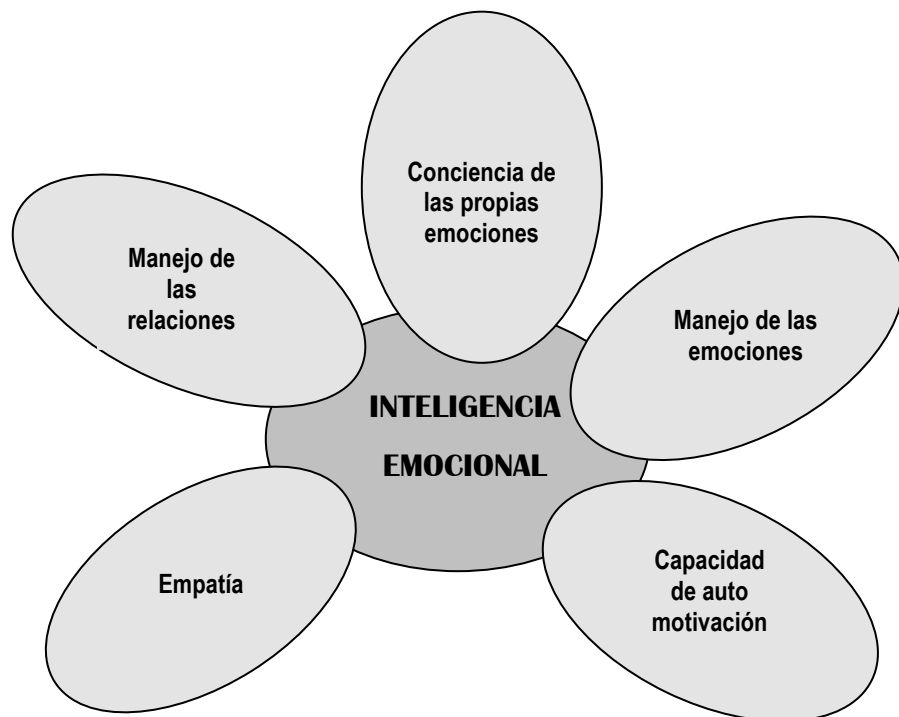 Conciencia de
las propias
emociones
Manejo de
las
relaciones
Manejo de las
emociones
INTELIGENCIA
EMOCIONAL
Empatía
Capacidad
de auto
motivación